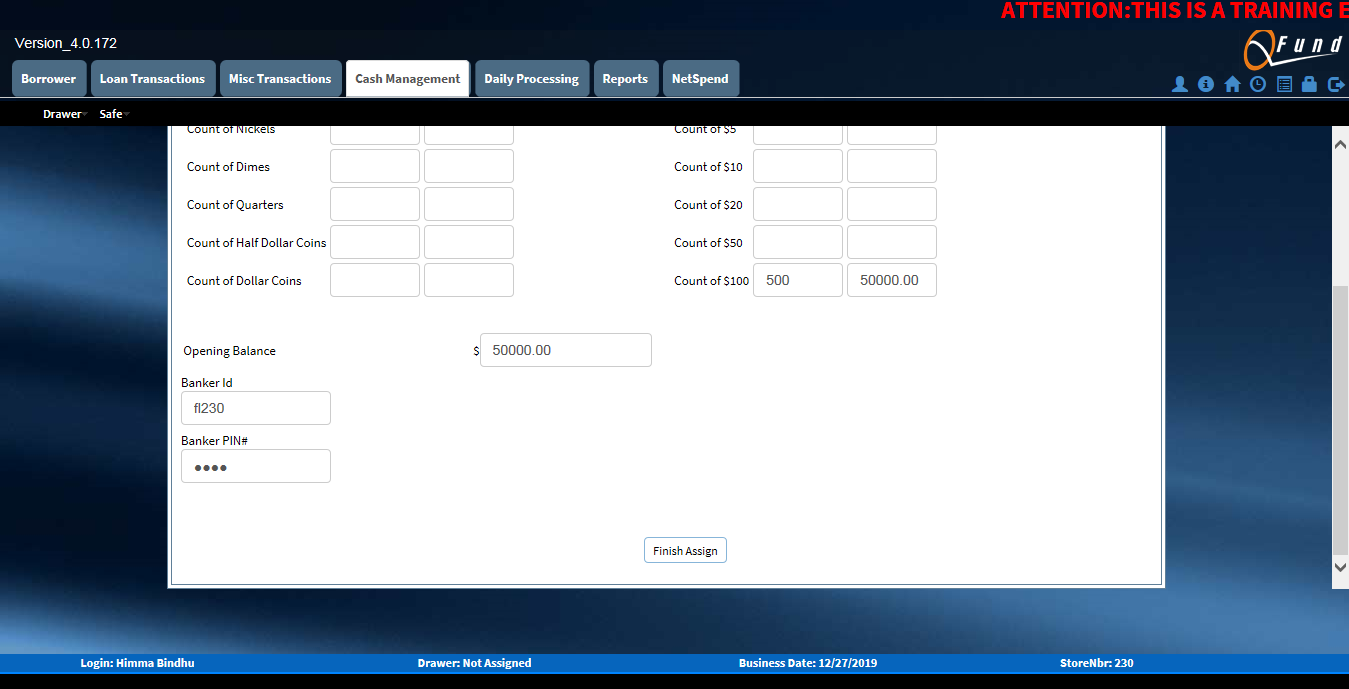 ATTENTION:THIS IS A TRAINING E
Version_4.0.172
QFund
Borrower Loan Transactions Misc Transactions Cash Management Daily Processing Reports NetSpend
Drawer Safe
Count of Nickels Count of $5
Count of Dimes Count of $10
Count of Quarters Count of $20
Count of Half Dollar Coins Count of $50
Count of Dollar Coins Count of $100 500 50000.00
Opening Balance $ 50000.00
Banker Id
fl230
Banker PIN#
Finish Assign
Login: Himma Bindhu Drawer: Not Assigned Business Date: 12/27/2019 StoreNbr: 230